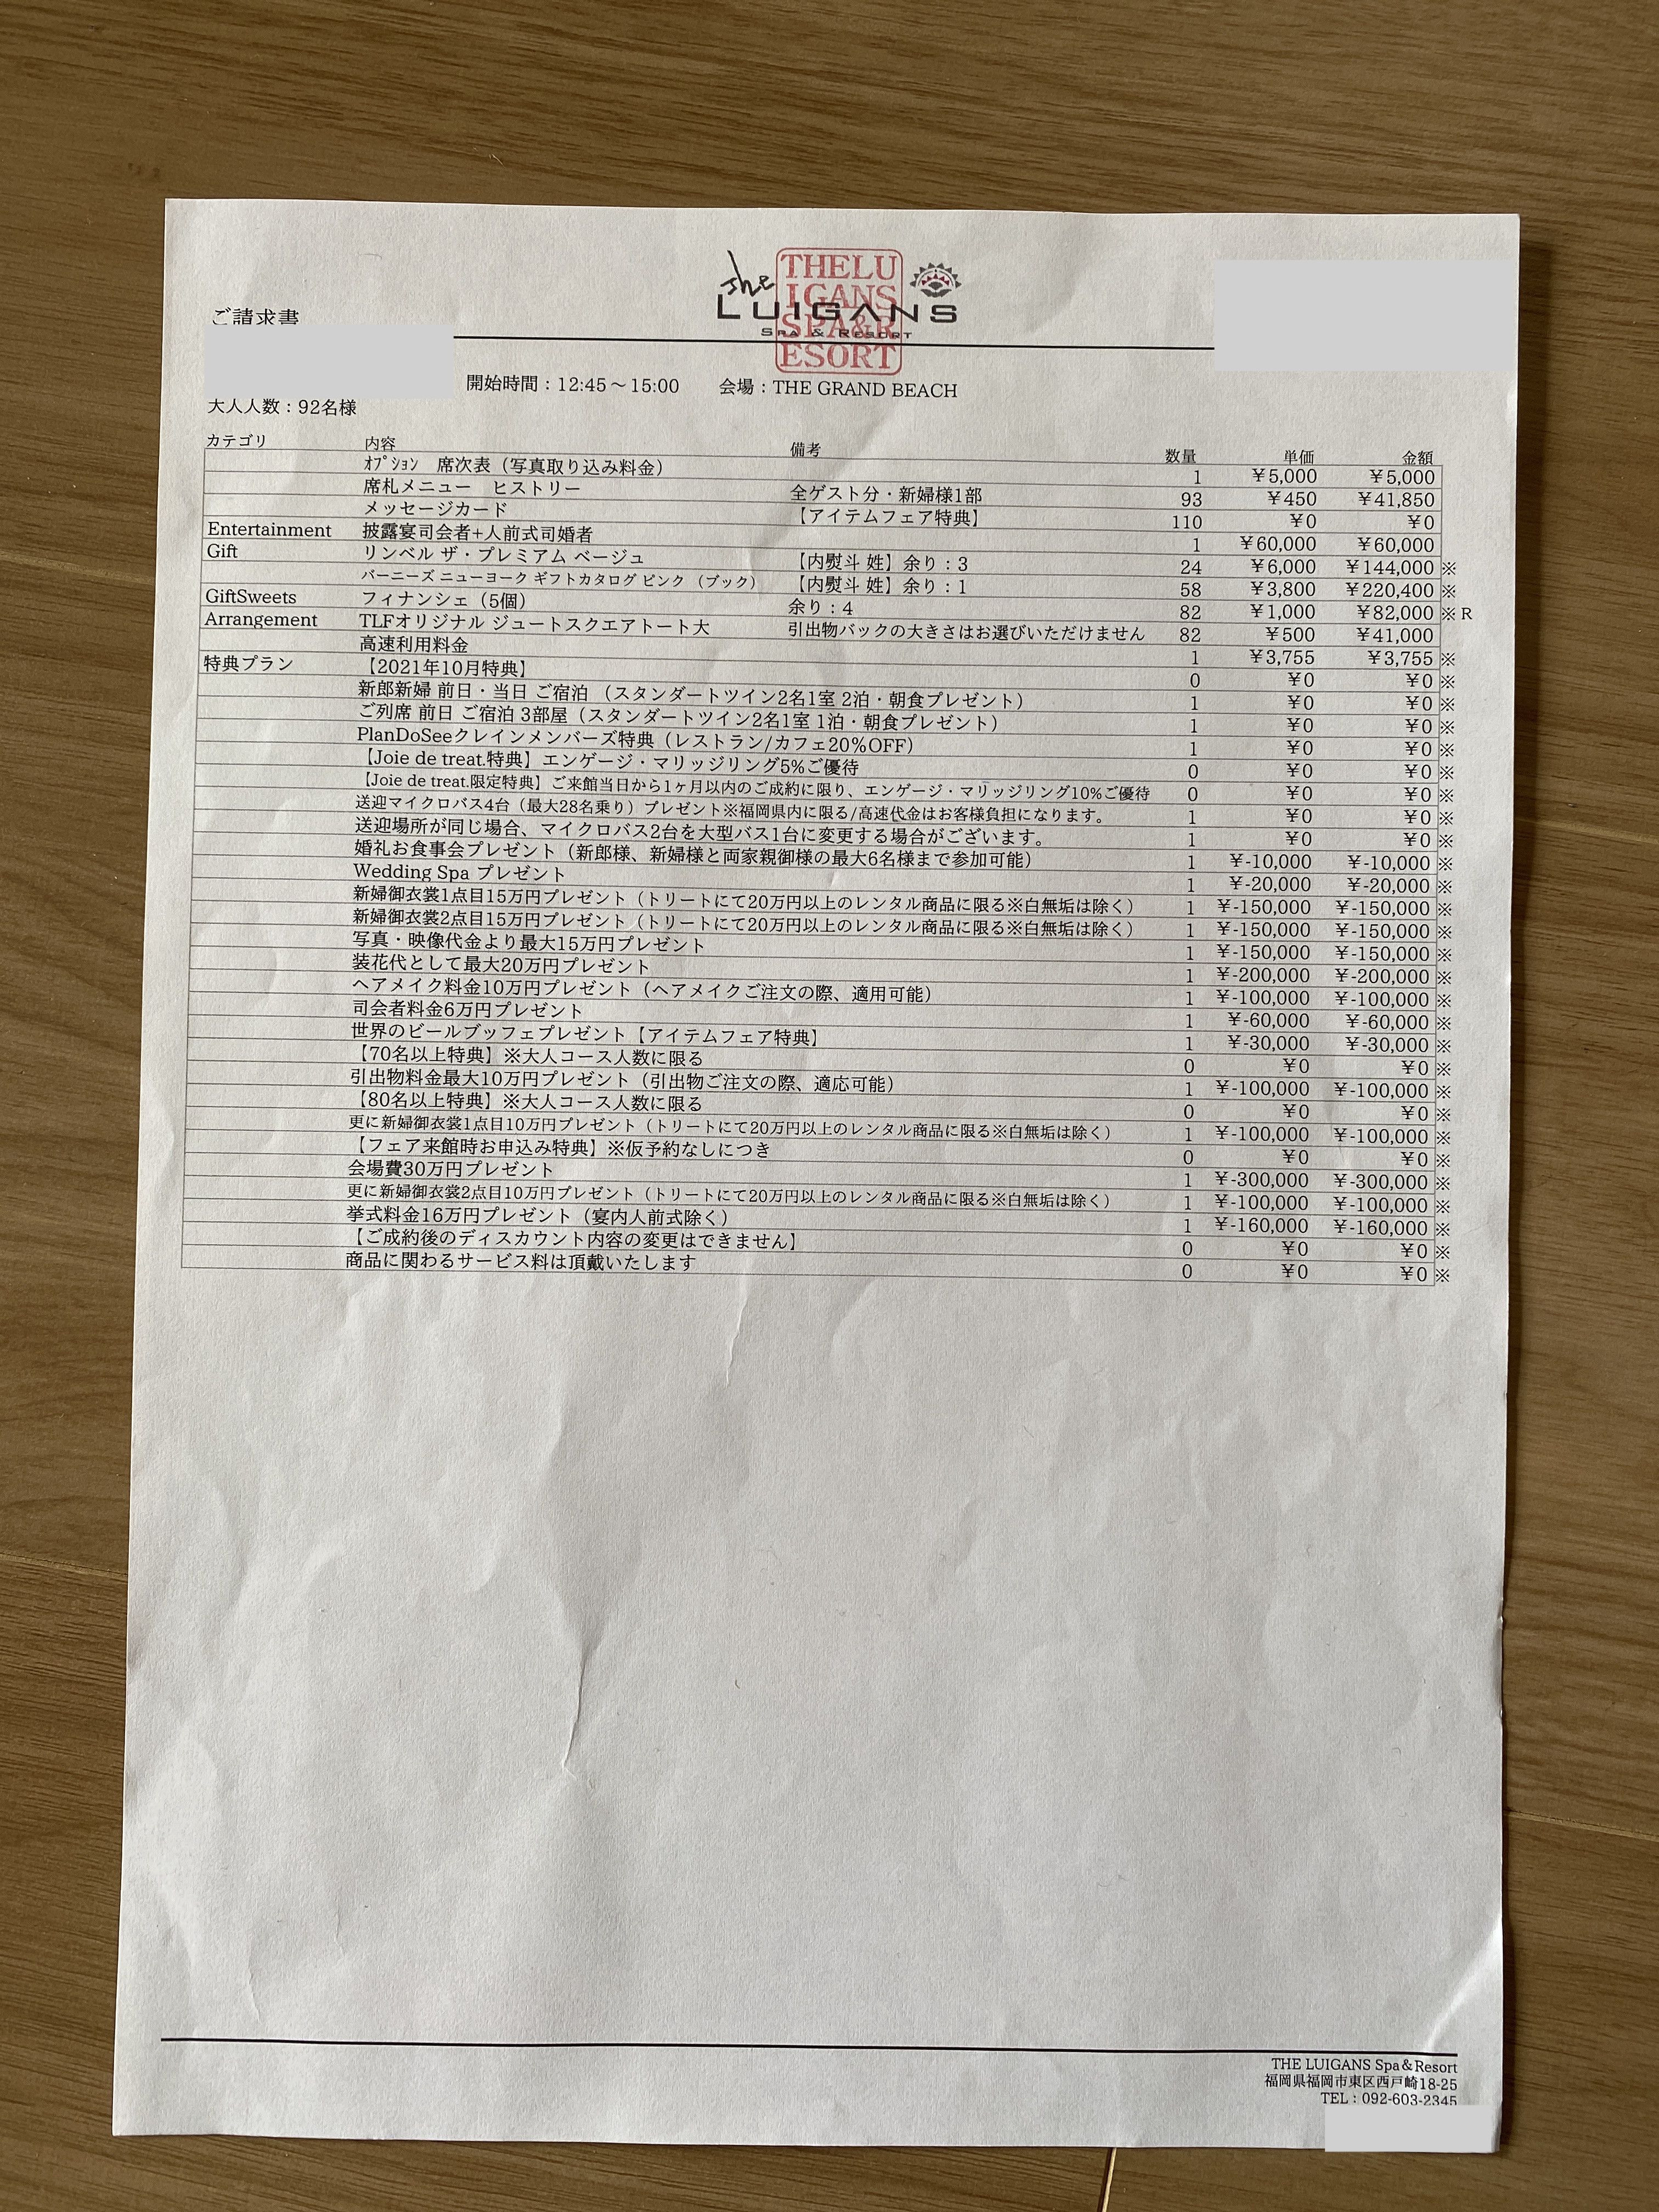 The
LUIGANS
SPA & RESORT
THELU
IGANS
SPA&R
ESORT
ご請求書
開始時間：12:45～15:00 会場：THE GRAND BEACH
大人人数：92名様
カテゴリ 内容 備考 数量 単価 金額
ｵﾌﾟｼｮﾝ 席次表（写真取り込み料金） 1 ￥5,000 ￥5,000
席札メニュー ヒストリー 全ゲスト分・新婦様1部 93 ￥450 ￥41,850
メッセージカード 【アイテムフェア特典】 110 ￥0 ￥0
Entertainment 披露宴司会者+人前式司婚者 1 ￥60,000 ￥60,000
Gift リンベル ザ・プレミアム ベージュ 【内熨斗 姓】余り：3 24 ￥6,000 ￥144,000 ※
バーニーズ ニューヨーク ギフトカタログ ピンク （ブック） 【内熨斗 姓】余り：1 58 ￥3,800 ￥220,400 ※
GiftSweets フィナンシェ（5個） 余り：4 82 ￥1,000 ￥82,000 ※ R
Arrangement TLFオリジナル ジュートスクエアトート大 引出物バックの大きさはお選びいただけません 82 ￥500 ￥41,000
高速利用料金 1 ￥3,755 ￥3,755 ※
特典プラン 【2021年10月特典】 0 ￥0 ￥0 ※
新郎新婦 前日・当日 ご宿泊 （スタンダートツイン2名1室 2泊・朝食プレゼント） 1 ￥0 ￥0 ※
ご列席 前日 ご宿泊 3部屋（スタンダートツイン2名1室 1泊・朝食プレゼント） 1 ￥0 ￥0 ※
PlanDoSeeクレインメンバーズ特典（レストラン/カフェ20%OFF） 1 ￥0 ￥0 ※
【Joie de treat.特典】エンゲージ・マリッジリング5%ご優待 0 ￥0 ￥0 ※
【Joie de treat.限定特典】ご来館当日から1ヶ月以内のご成約に限り、エンゲージ・マリッジリング10%ご優待 0 ￥0 ￥0 ※
送迎マイクロバス4台（最大28名乗り）プレゼント※福岡県内に限る/高速代金はお客様負担になります。 1 ￥0 ￥0 ※
送迎場所が同じ場合、マイクロバス2台を大型バス1台に変更する場合がございます。 1 ￥0 ￥0 ※
婚礼お食事会プレゼント（新郎様、新婦様と両家親御様の最大6名様まで参加可能） 1 ￥-10,000 ￥-10,000 ※
Wedding Spa プレゼント 1 ￥-20,000 ￥-20,000 ※
新婦御衣裳1点目15万円プレゼント（トリートにて20万円以上のレンタル商品に限る※白無垢は除く） 1 ￥-150,000 ￥-150,000 ※
新婦御衣裳2点目15万円プレゼント（トリートにて20万円以上のレンタル商品に限る※白無垢は除く） 1 ￥-150,000 ￥-150,000 ※
写真・映像代金より最大15万円プレゼント 1 ￥-150,000 ￥-150,000 ※
装花代として最大20万円プレゼント 1 ￥-200,000 ￥-200,000 ※
ヘアメイク料金10万円プレゼント（ヘアメイクご注文の際、適用可能） 1 ￥-100,000 ￥-100,000 ※
司会者料金6万円プレゼント 1 ￥-60,000 ￥-60,000 ※
世界のビールブッフェプレゼント【アイテムフェア特典】 1 ￥-30,000 ￥-30,000 ※
【70名以上特典】※大人コース人数に限る 0 ￥0 ￥0 ※
引出物料金最大10万円プレゼント（引出物ご注文の際、適応可能） 1 ￥-100,000 ￥-100,000 ※
【80名以上特典】※大人コース人数に限る 0 ￥0 ￥0 ※
更に新婦御衣裳1点目10万円プレゼント（トリートにて20万円以上のレンタル商品に限る※白無垢は除く） 1 ￥-100,000 ￥-100,000 ※
【フェア来館時お申込み特典】※仮予約なしにつき 0 ￥0 ￥0 ※
会場費30万円プレゼント 1 ￥-300,000 ￥-300,000 ※
更に新婦御衣裳2点目10万円プレゼント（トリートにて20万円以上のレンタル商品に限る※白無垢は除く） 1 ￥-100,000 ￥-100,000 ※
挙式料金16万円プレゼント（宴内人前式除く） 1 ￥-160,000 ￥-160,000 ※
【ご成約後のディスカウント内容の変更はできません】 0 ￥0 ￥0 ※
商品に関わるサービス料は頂戴いたします 0 ￥0 ￥0 ※
THE LUIGANS Spa&Resort
福岡県福岡市東区西戸崎18-25
TEL：092-603-2345